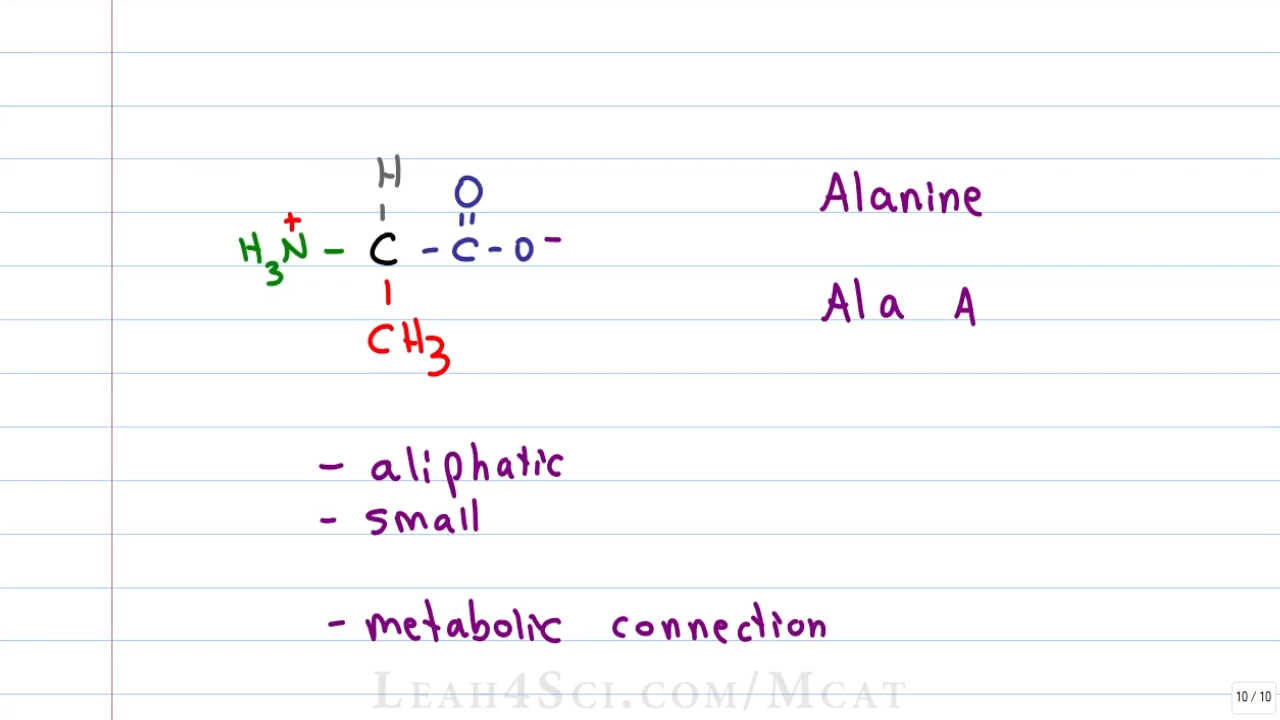 H
O
H3N+ - C - C - O-
CH3
Alanine
Ala A
- aliphatic
- small
- metabolic connection
LEAH4SCI.COM/MCAT
10 / 10